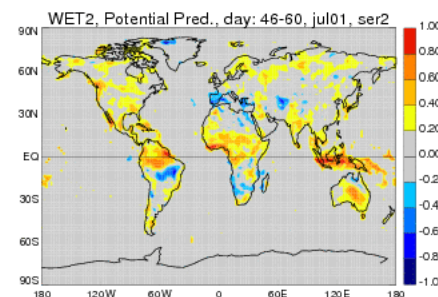 WET2, Potential Pred., day: 46-60, jul01, ser2
90N
60N
30N
EQ
30S
60S
90S
180
120W
60W
0
60E
120E
180
1.00
0.80
0.60
0.40
0.20
0.00
-0.2
-0.4
-0.6
-0.8
-1.0